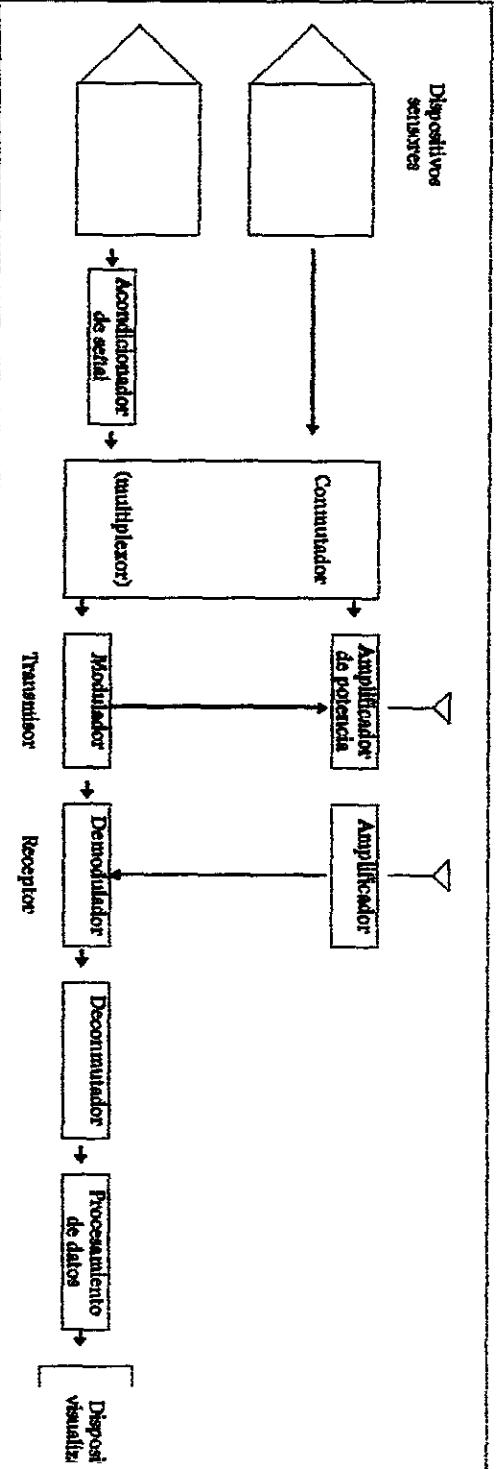 Dispositivos
sensores
Acondicionador
de señal
Conmutador
(multiplexor)
Amplificador
de potencia
Modulador
Transmisor
Amplificador
Demodulador
Receptor
Deconmutador
Procesamiento
de datos
Disposi
visualiz